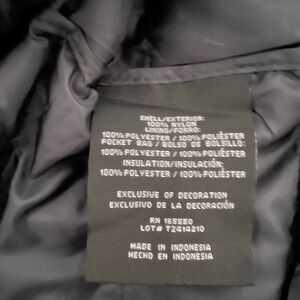 SHELL/EXTERIOR:
100% NYLON
LINING/FORRO:
100% POLYESTER / 100% POLIÉSTER
POCKET BAG / BOLSO DE BOLSILLO:
100% POLYESTER / 100% POLIÉSTER
INSULATION/INSULACIÓN:
100% POLYESTER / 100% POLIÉSTER
EXCLUSIVE OF DECORATION
EXCLUSIVO DE LA DECORACIÓN
RN 165580
LOT# T2414210
MADE IN INDONESIA
HECHO EN INDONESIA